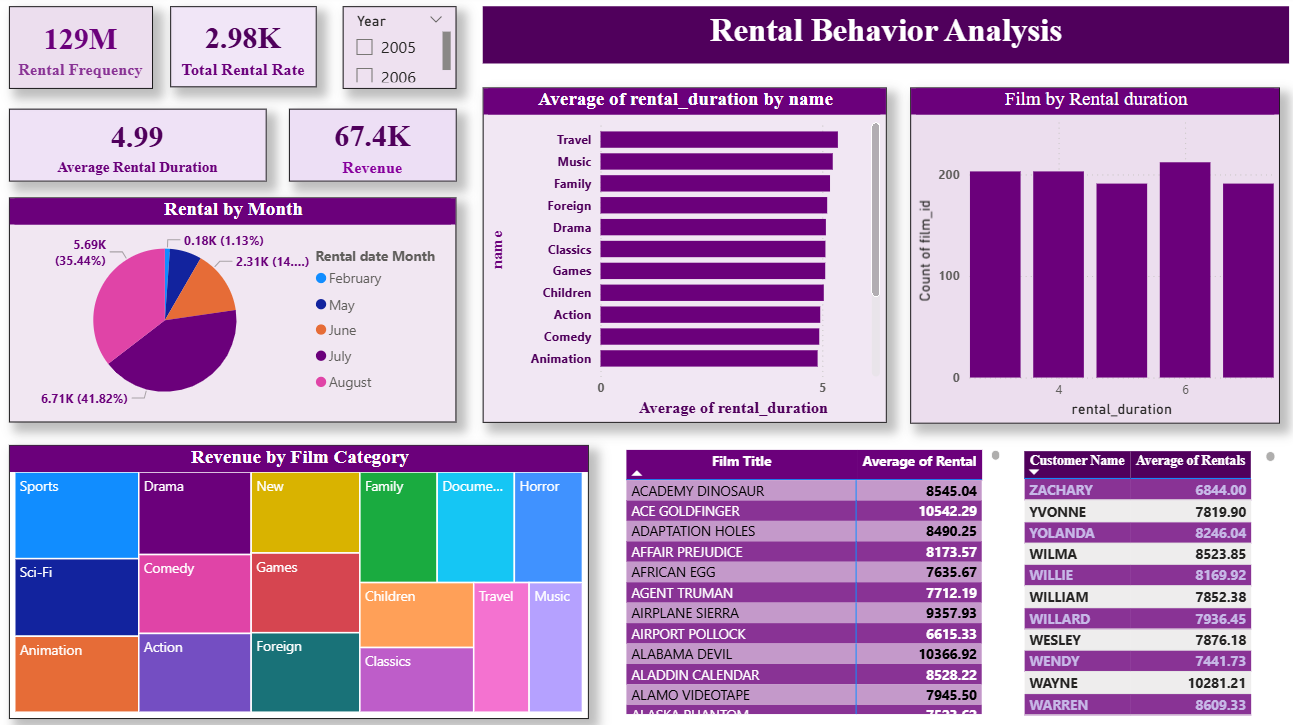 129M
Rental Frequency
2.98K
Total Rental Rate
Year
2005
2006
Rental Behavior Analysis
4.99
Average Rental Duration
67.4K
Revenue
Rental by Month
5.69K
(35.44%)
0.18K (1.13%)
2.31K (14....)
6.71K (41.82%)
Rental date Month
February
May
June
July
August
Average of rental_duration by name
name
Travel
Music
Family
Foreign
Drama
Classics
Games
Children
Action
Comedy
Animation
0 5
Average of rental_duration
Film by Rental duration
Count of film_id
200
100
0
4 6
rental_duration
Revenue by Film Category
Sports
Sci-Fi
Animation
Drama
Comedy
Action
New
Games
Foreign
Family
Docume...
Horror
Children
Classics
Travel
Music
Film Title Average of Rental
ACADEMY DINOSAUR 8545.04
ACE GOLDFINGER 10542.29
ADAPTATION HOLES 8490.25
AFFAIR PREJUDICE 8173.57
AFRICAN EGG 7635.67
AGENT TRUMAN 7712.19
AIRPLANE SIERRA 9357.93
AIRPORT POLLOCK 6615.33
ALABAMA DEVIL 10366.92
ALADDIN CALENDAR 8528.22
ALAMO VIDEOTAPE 7945.50
ALASKA PHANTOM
Customer Name Average of Rentals
ZACHARY 6844.00
YVONNE 7819.90
YOLANDA 8246.04
WILMA 8523.85
WILLIE 8169.92
WILLIAM 7852.38
WILLARD 7936.45
WESLEY 7876.18
WENDY 7441.73
WAYNE 10281.21
WARREN 8609.33